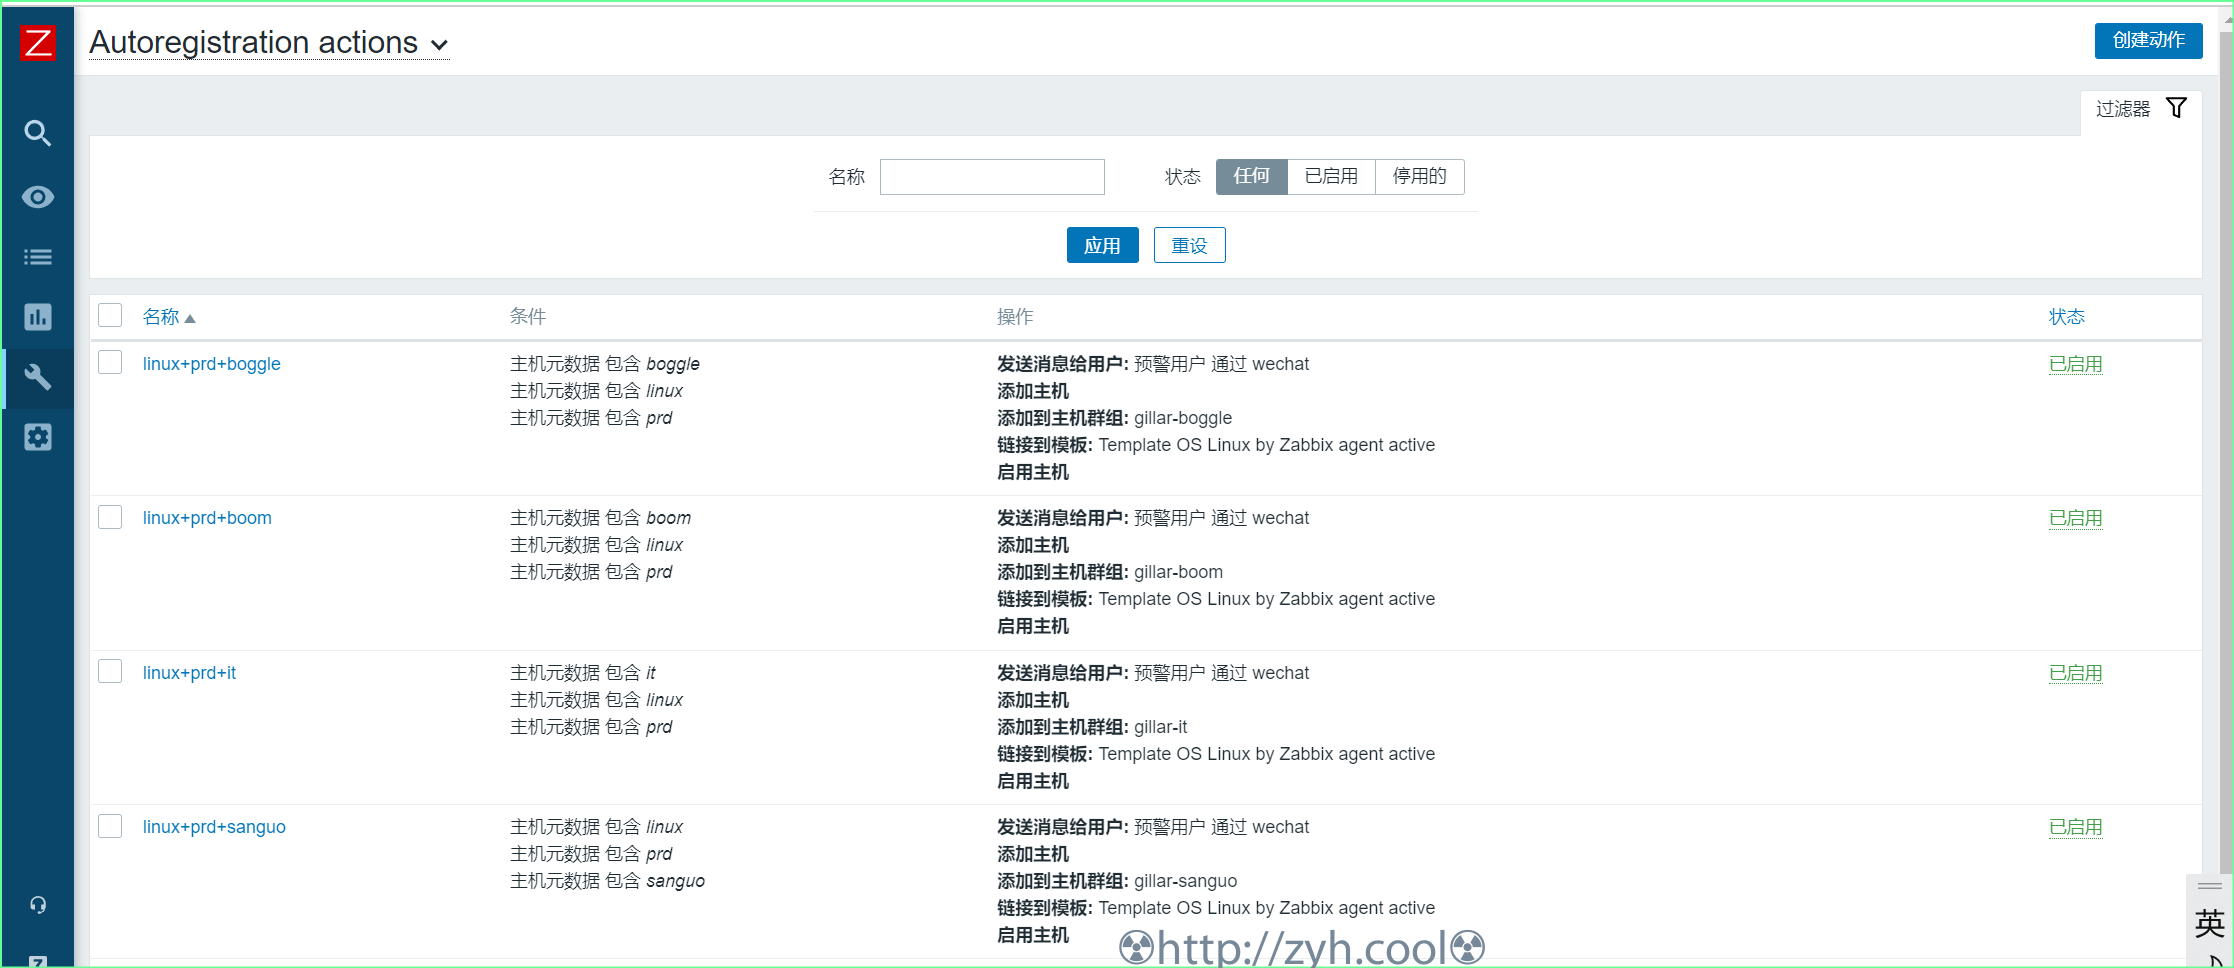 Autoregistration actions
创建动作
过滤器
名称
状态 任何 已启用 停用的
应用 重设
名称 条件 操作 状态
linux+prd+boggle 主机元数据 包含 boggle 发送消息给用户: 预警用户 通过 wechat 已启用
主机元数据 包含 linux 添加主机
主机元数据 包含 prd 添加到主机群组: gillar-boggle
链接到模板: Template OS Linux by Zabbix agent active
启用主机
linux+prd+boom 主机元数据 包含 boom 发送消息给用户: 预警用户 通过 wechat 已启用
主机元数据 包含 linux 添加主机
主机元数据 包含 prd 添加到主机群组: gillar-boom
链接到模板: Template OS Linux by Zabbix agent active
启用主机
linux+prd+it 主机元数据 包含 it 发送消息给用户: 预警用户 通过 wechat 已启用
主机元数据 包含 linux 添加主机
主机元数据 包含 prd 添加到主机群组: gillar-it
链接到模板: Template OS Linux by Zabbix agent active
启用主机
linux+prd+sanguo 主机元数据 包含 linux 发送消息给用户: 预警用户 通过 wechat 已启用
主机元数据 包含 prd 添加主机
主机元数据 包含 sanguo 添加到主机群组: gillar-sanguo
链接到模板: Template OS Linux by Zabbix agent active
启用主机
☢http://zyh.cool☢
英
Z